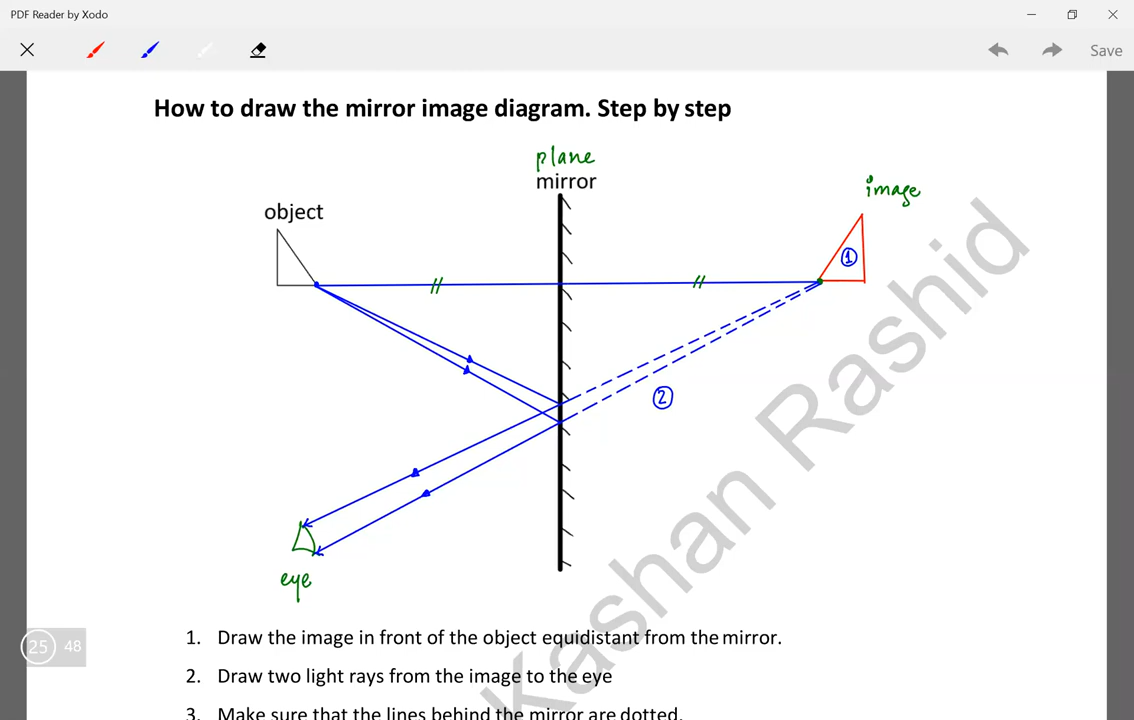 PDF Reader by Xodo
Save
How to draw the mirror image diagram. Step by step
plane
mirror
image
object
1
2
eye
25 48
1. Draw the image in front of the object equidistant from the mirror.
2. Draw two light rays from the image to the eye
3. Make sure that the lines behind the mirror are dotted.
Kashan Rashid